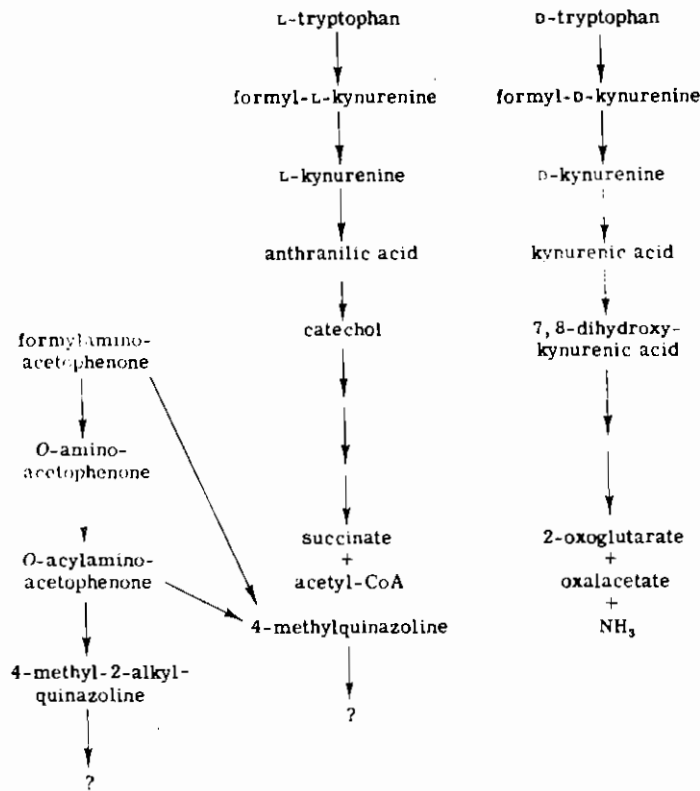 L-tryptophan
D-tryptophan
formyl-L-kynurenine
formyl-D-kynurenine
L-kynurenine
D-kynurenine
anthranilic acid
kynurenic acid
catechol
7,8-dihydroxy-
kynurenic acid
formylamino-
acetophenone
O-amino-
acetophenone
O-acylamino-
acetophenone
succinate
+
acetyl-CoA
2-oxoglutarate
+
oxalacetate
+
NH₃
4-methylquinazoline
4-methyl-2-alkyl-
quinazoline
?
?